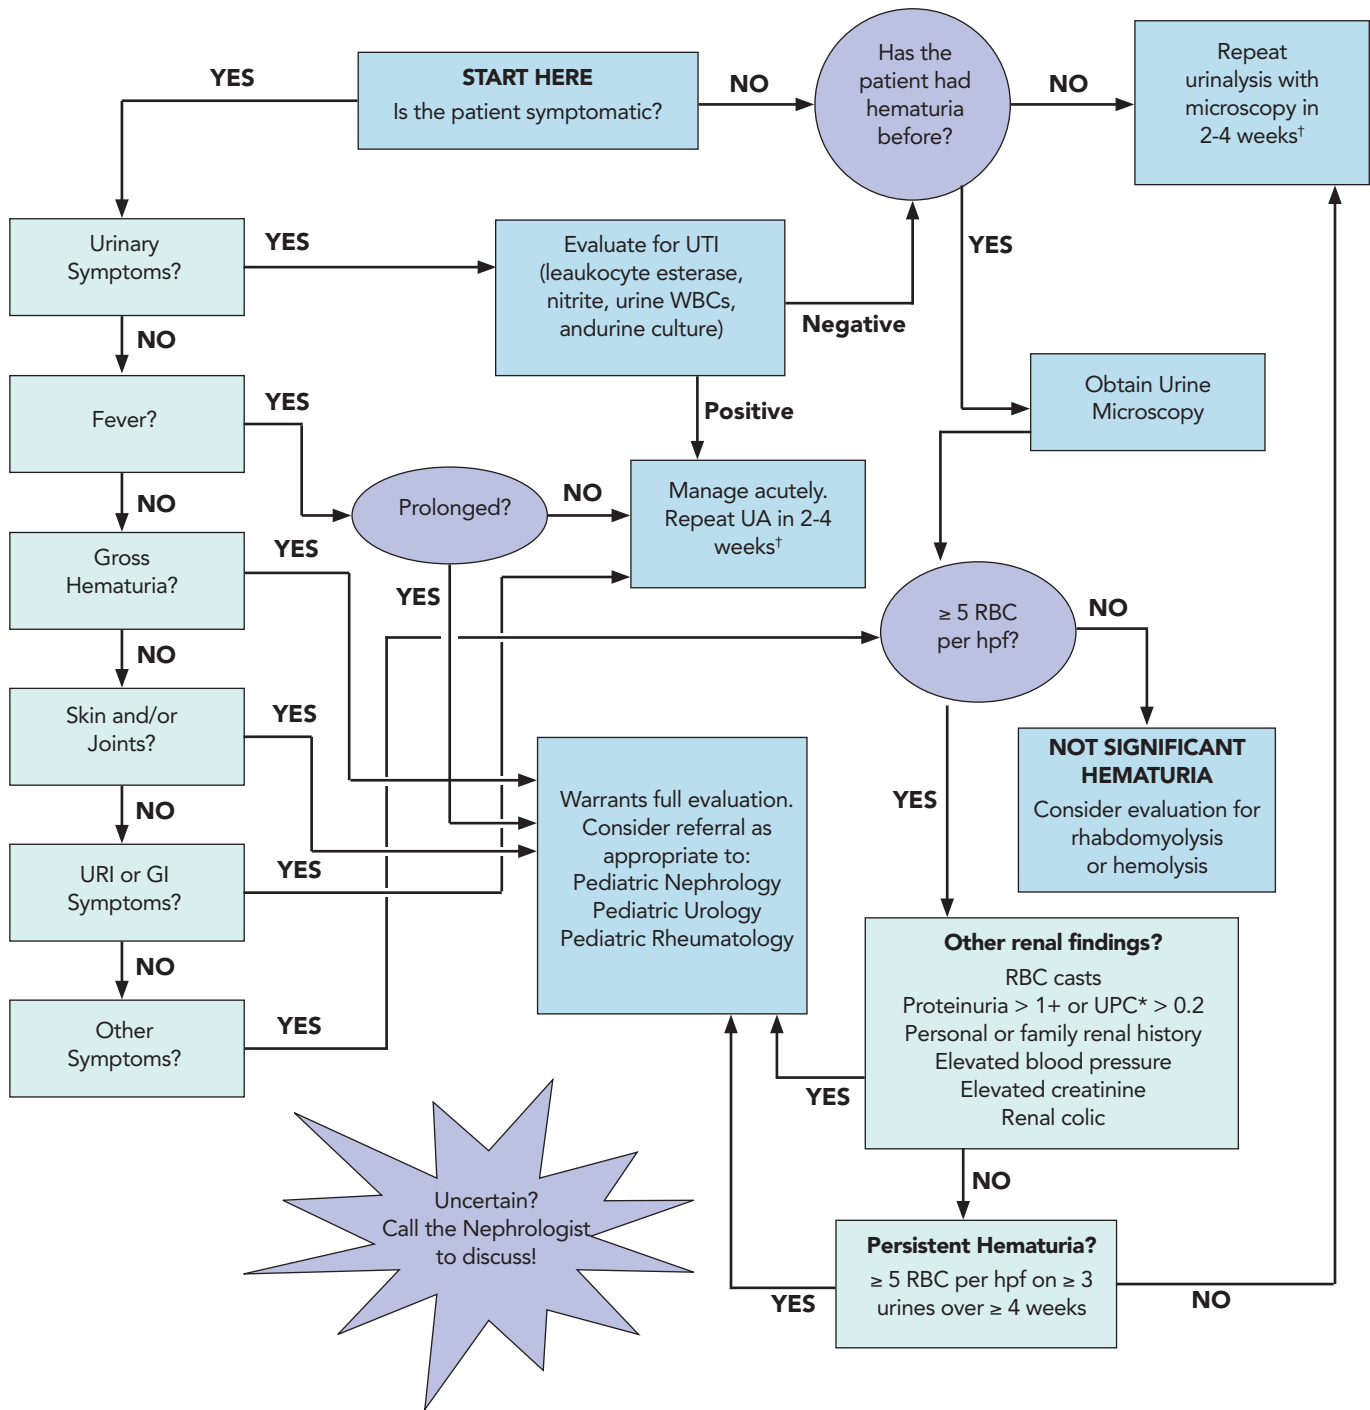 START HERE
Is the patient symptomatic?
YES
NO
Has the
patient had
hematuria
before?
NO
Repeat
urinalysis with
microscopy in
2-4 weeks†
YES
Urinary
Symptoms?
YES
Evaluate for UTI
(leaukocyte esterase,
nitrite, urine WBCs,
andurine culture)
Negative
Positive
NO
Obtain Urine
Microscopy
Fever?
YES
Prolonged?
NO
Manage acutely.
Repeat UA in 2-4
weeks†
YES
NO
Gross
Hematuria?
YES
≥ 5 RBC
per hpf?
NO
YES
NO
Skin and/or
Joints?
YES
Warrants full evaluation.
Consider referral as
appropriate to:
Pediatric Nephrology
Pediatric Urology
Pediatric Rheumatology
NOT SIGNIFICANT
HEMATURIA
Consider evaluation for
rhabdomyolysis
or hemolysis
NO
URI or GI
Symptoms?
YES
NO
Other
Symptoms?
YES
Other renal findings?
RBC casts
Proteinuria > 1+ or UPC* > 0.2
Personal or family renal history
Elevated blood pressure
Elevated creatinine
Renal colic
YES
NO
Persistent Hematuria?
≥ 5 RBC per hpf on ≥ 3
urines over ≥ 4 weeks
YES
NO
Uncertain?
Call the Nephrologist
to discuss!